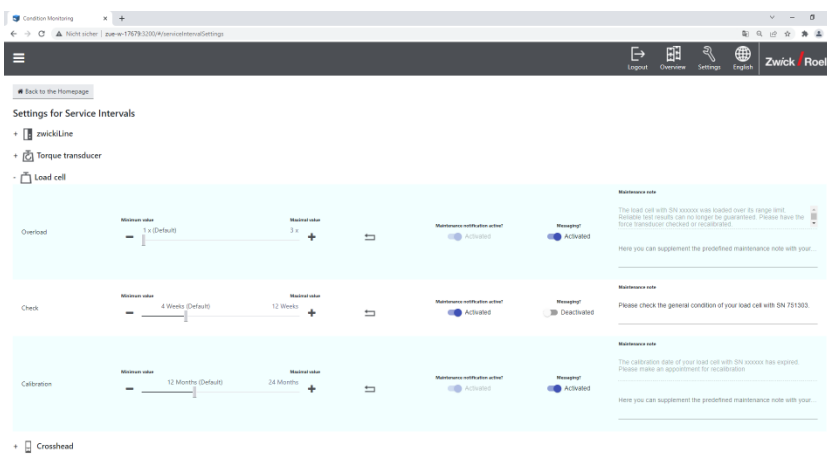 Condition Monitoring
Nicht sicher | zue-w-17679:3200/#/serviceIntervalSettings
Logout
Overview
Settings
English
Zwick / Roel
Back to the Homepage
Settings for Service Intervals
+ zwickiLine
+ Torque transducer
- Load cell
Overload
Minimum value
Maximal value
1 x (Default)
3 x
Maintenance notification active?
Activated
Messaging?
Activated
Maintenance note
The load cell with SN xxxxxx was loaded over its range limit.
Reliable test results can no longer be guaranteed. Please have the
force transducer checked or recalibrated.
Here you can supplement the predefined maintenance note with your...
Check
Minimum value
Maximal value
4 Weeks (Default)
12 Weeks
Maintenance notification active?
Activated
Messaging?
Deactivated
Maintenance note
Please check the general condition of your load cell with SN 751303.
Calibration
Minimum value
Maximal value
12 Months (Default)
24 Months
Maintenance notification active?
Activated
Messaging?
Activated
Maintenance note
The calibration date of your load cell with SN xxxxxx has expired.
Please make an appointment for recalibration
Here you can supplement the predefined maintenance note with your...
+ Crosshead